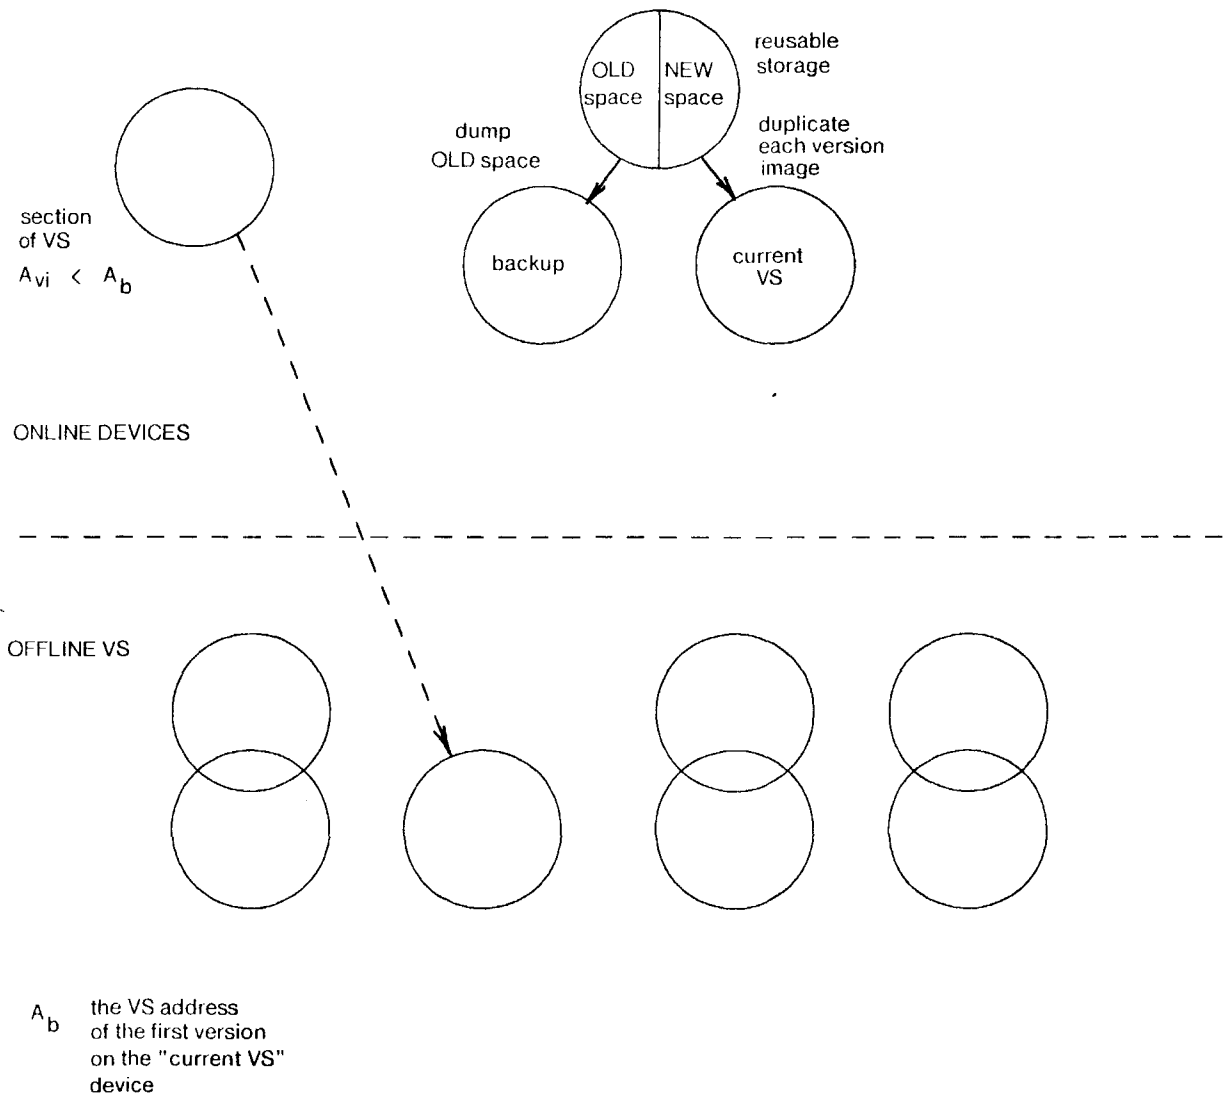 OLD
space
NEW
space
reusable
storage
dump
OLD space
duplicate
each version
image
section
of VS
A_vi < A_b
backup
current
VS
ONLINE DEVICES
OFFLINE VS
A_b
the VS address
of the first version
on the "current VS"
device